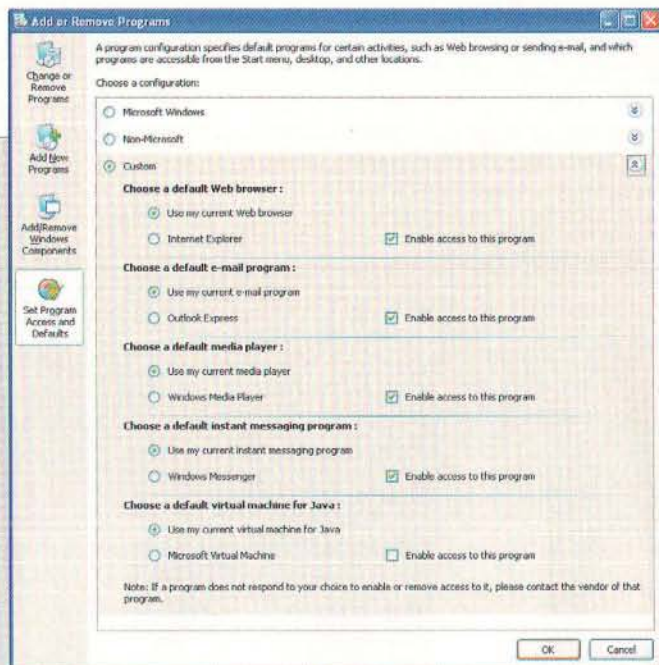 Add or Remove Programs
Change or
Remove
Programs
Add New
Programs
Add/Remove
Windows
Components
Set Program
Access and
Defaults
A program configuration specifies default programs for certain activities, such as Web browsing or sending e-mail, and which
programs are accessible from the Start menu, desktop, and other locations.
Choose a configuration:
Microsoft Windows
Non-Microsoft
Custom
Choose a default Web browser :
Use my current Web browser
Internet Explorer Enable access to this program
Choose a default e-mail program :
Use my current e-mail program
Outlook Express Enable access to this program
Choose a default media player :
Use my current media player
Windows Media Player Enable access to this program
Choose a default instant messaging program :
Use my current instant messaging program
Windows Messenger Enable access to this program
Choose a default virtual machine for Java :
Use my current virtual machine for Java
Microsoft Virtual Machine Enable access to this program
Note: If a program does not respond to your choice to enable or remove access to it, please contact the vendor of that
program.
OK Cancel